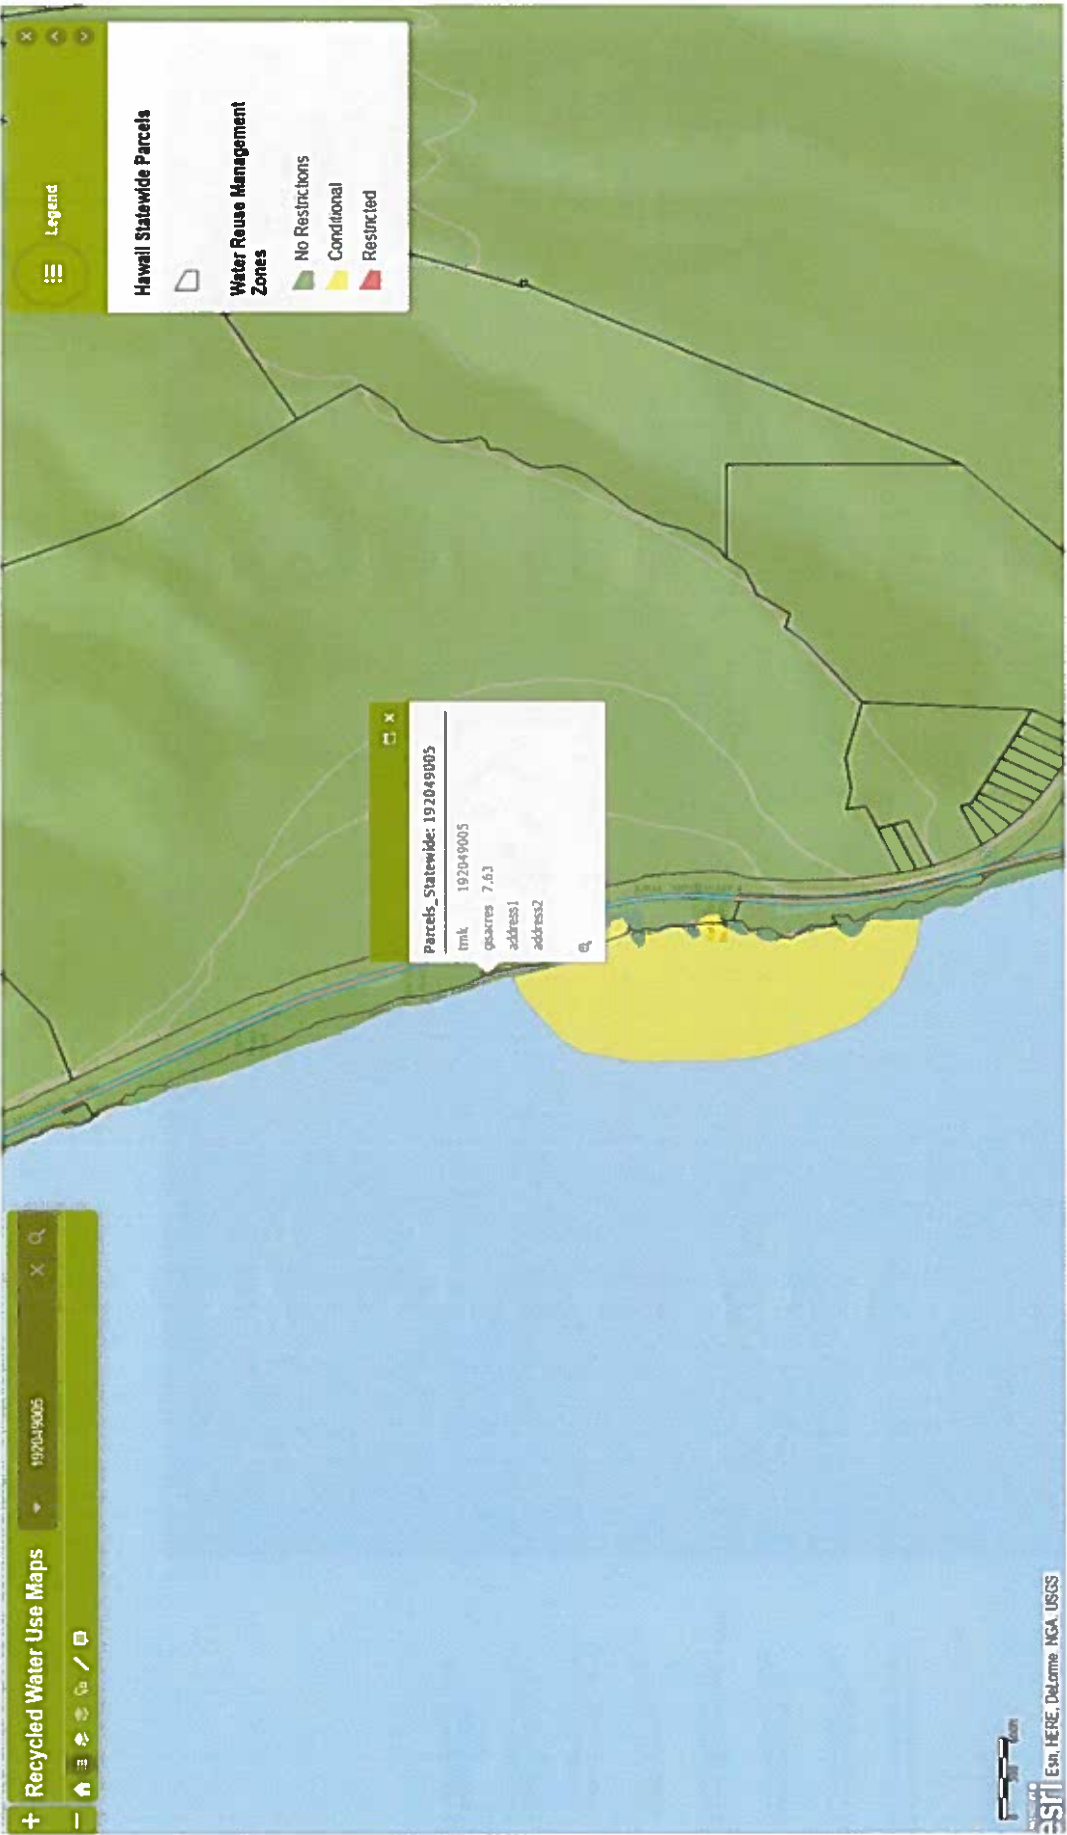 Recycled Water Use Maps
192049005
Legend
Hawaii Statewide Parcels
Water Reuse Management
Zones
No Restrictions
Conditional
Restricted
Parcels_Statewide: 192049005
tmk 192049005
gisacres 7.63
address1
address2
esri
Esri, HERE, DeLorme, NGA, USGS